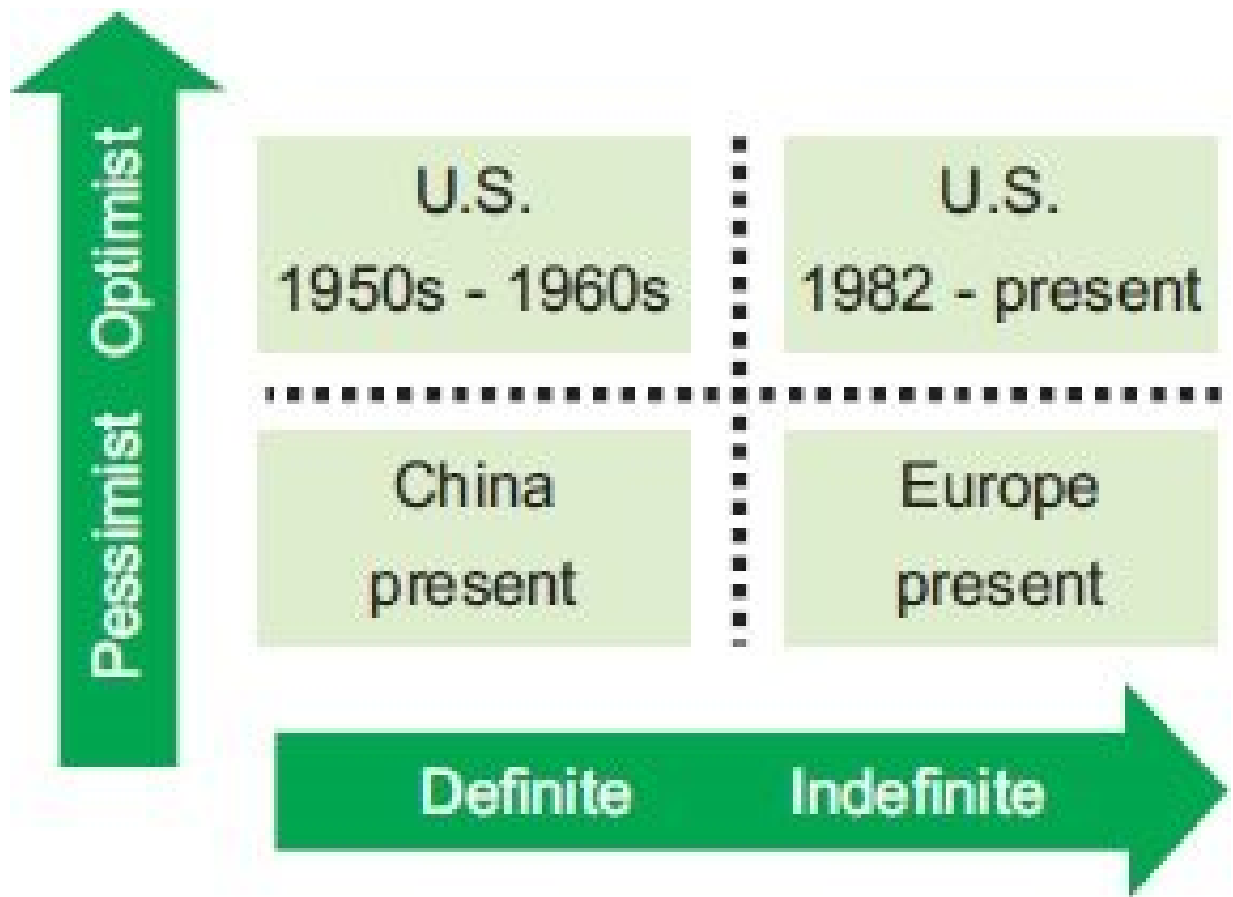 Pessimist Optimist
U.S.
1950s - 1960s
U.S.
1982 - present
China
present
Europe
present
Definite Indefinite